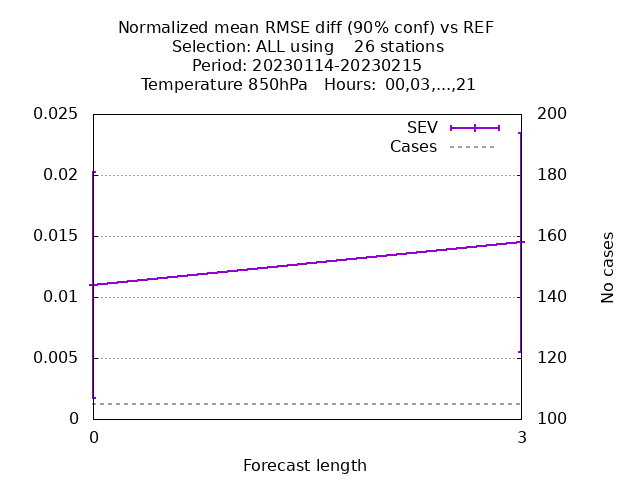 Normalized mean RMSE diff (90% conf) vs REF
Selection: ALL using    26 stations
Period: 20230114-20230215
Temperature 850hPa   Hours:  00,03,...,21
0.025
200
SEV
Cases
0.02
180
0.015
160
0.01
140
0.005
120
0
100
No cases
0
3
Forecast length